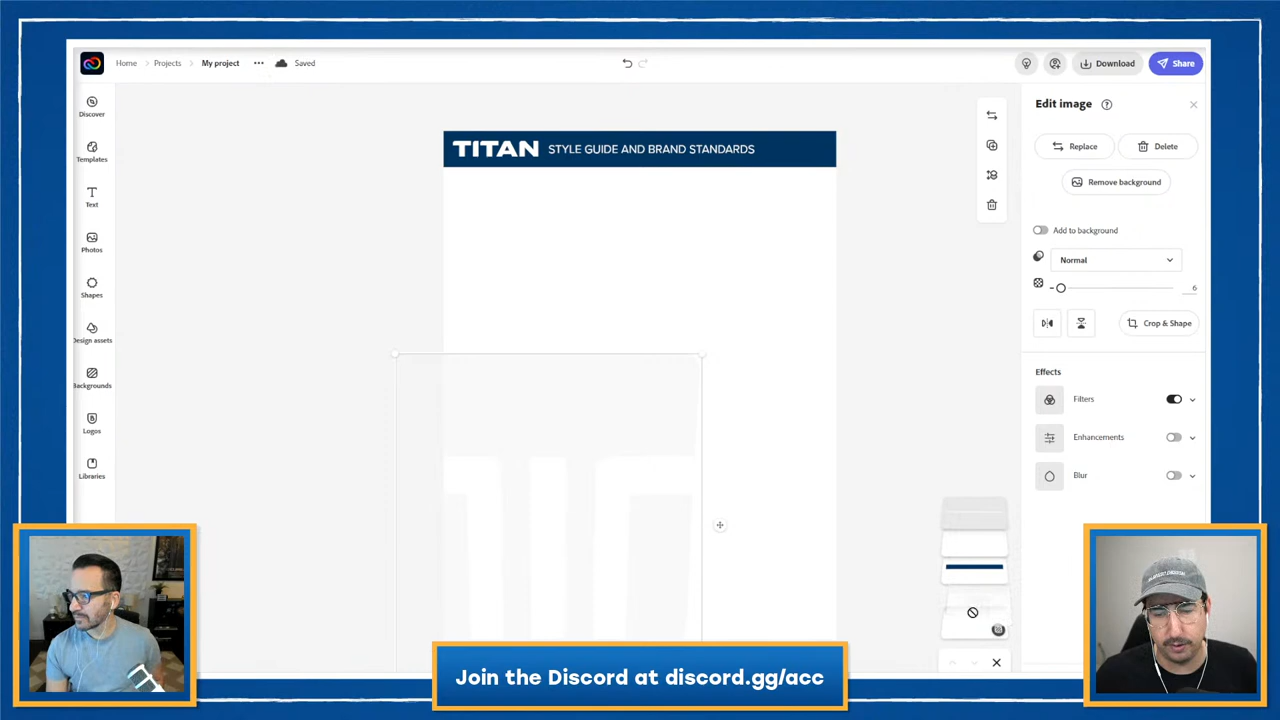 Home
Projects
My project
Saved
Download
Share
Discover
Templates
Text
Photos
Shapes
Design assets
Backgrounds
Logos
Libraries
TITAN STYLE GUIDE AND BRAND STANDARDS
Edit image
Replace
Delete
Remove background
Add to background
Normal
6
Crop & Shape
Effects
Filters
Enhancements
Blur
Join the Discord at discord.gg/acc